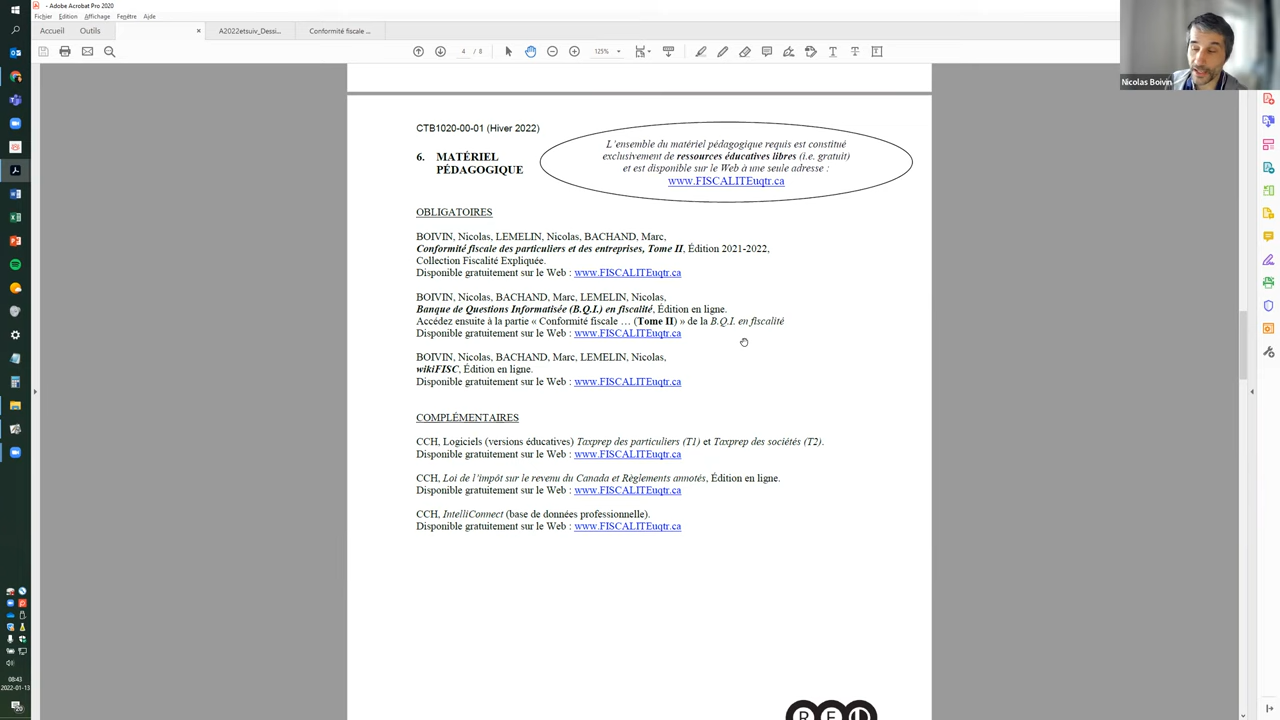 - Adobe Acrobat Pro 2020
Fichier Edition Affichage Fenêtre Aide
Accueil Outils A2022etsuiv_Dessi... Conformité fiscale ...
4 / 8 125%
Nicolas Boivin
CTB1020-00-01 (Hiver 2022)
6. MATÉRIEL
PÉDAGOGIQUE
L'ensemble du matériel pédagogique requis est constitué
exclusivement de ressources éducatives libres (i.e. gratuit)
et est disponible sur le Web à une seule adresse :
www.FISCALITEuqtr.ca
OBLIGATOIRES
BOIVIN, Nicolas, LEMELIN, Nicolas, BACHAND, Marc,
Conformité fiscale des particuliers et des entreprises, Tome II, Édition 2021-2022,
Collection Fiscalité Expliquée.
Disponible gratuitement sur le Web : www.FISCALITEuqtr.ca
BOIVIN, Nicolas, BACHAND, Marc, LEMELIN, Nicolas,
Banque de Questions Informatisée (B.Q.I.) en fiscalité, Édition en ligne.
Accédez ensuite à la partie « Conformité fiscale … (Tome II) » de la B.Q.I. en fiscalité
Disponible gratuitement sur le Web : www.FISCALITEuqtr.ca
BOIVIN, Nicolas, BACHAND, Marc, LEMELIN, Nicolas,
wikiFISC, Édition en ligne.
Disponible gratuitement sur le Web : www.FISCALITEuqtr.ca
COMPLÉMENTAIRES
CCH, Logiciels (versions éducatives) Taxprep des particuliers (T1) et Taxprep des sociétés (T2).
Disponible gratuitement sur le Web : www.FISCALITEuqtr.ca
CCH, Loi de l'impôt sur le revenu du Canada et Règlements annotés, Édition en ligne.
Disponible gratuitement sur le Web : www.FISCALITEuqtr.ca
CCH, IntelliConnect (base de données professionnelle).
Disponible gratuitement sur le Web : www.FISCALITEuqtr.ca
R E L
08:43
2022-01-13